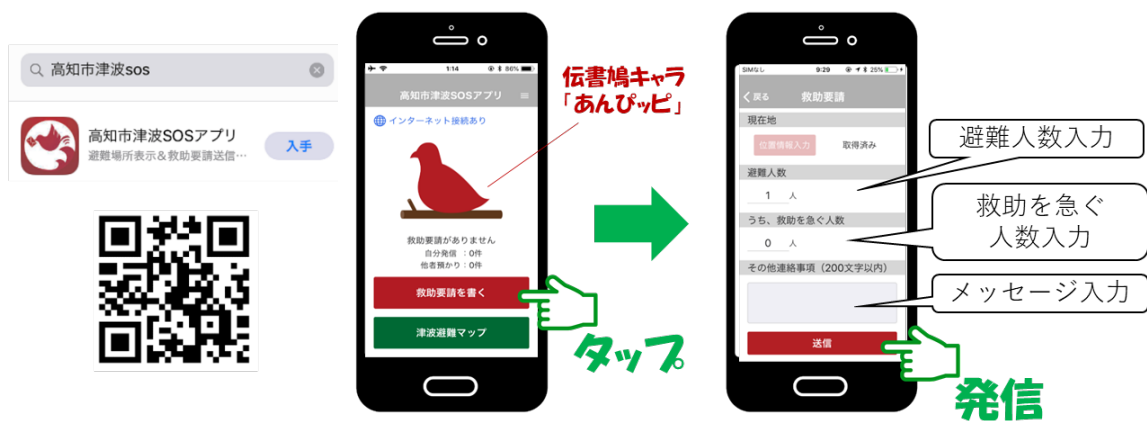 高知市津波sos
高知市津波SOSアプリ
避難場所表示&救助要請送信…
入手
1:14
86%
高知市津波SOSアプリ
インターネット接続あり
救助要請がありません
自分発信 : 0件
他者預かり : 0件
救助要請を書く
津波避難マップ
伝書鳩キャラ
「あんぴッピ」
タップ
SIMなし
9:29
25%
戻る
救助要請
現在地
位置情報入力
取得済み
避難人数
1 人
うち、救助を急ぐ人数
0 人
その他連絡事項（200文字以内）
送信
避難人数入力
救助を急ぐ
人数入力
メッセージ入力
発信